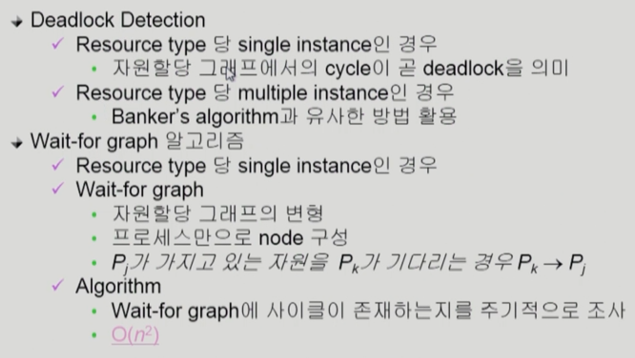 Deadlock Detection
Resource type 당 single instance인 경우
자원할당 그래프에서의 cycle이 곧 deadlock을 의미
Resource type 당 multiple instance인 경우
Banker's algorithm과 유사한 방법 활용
Wait-for graph 알고리즘
Resource type 당 single instance인 경우
Wait-for graph
자원할당 그래프의 변형
프로세스만으로 node 구성
Pj가 가지고 있는 자원을 Pk가 기다리는 경우 Pk → Pj
Algorithm
Wait-for graph에 사이클이 존재하는지를 주기적으로 조사
O(n²)